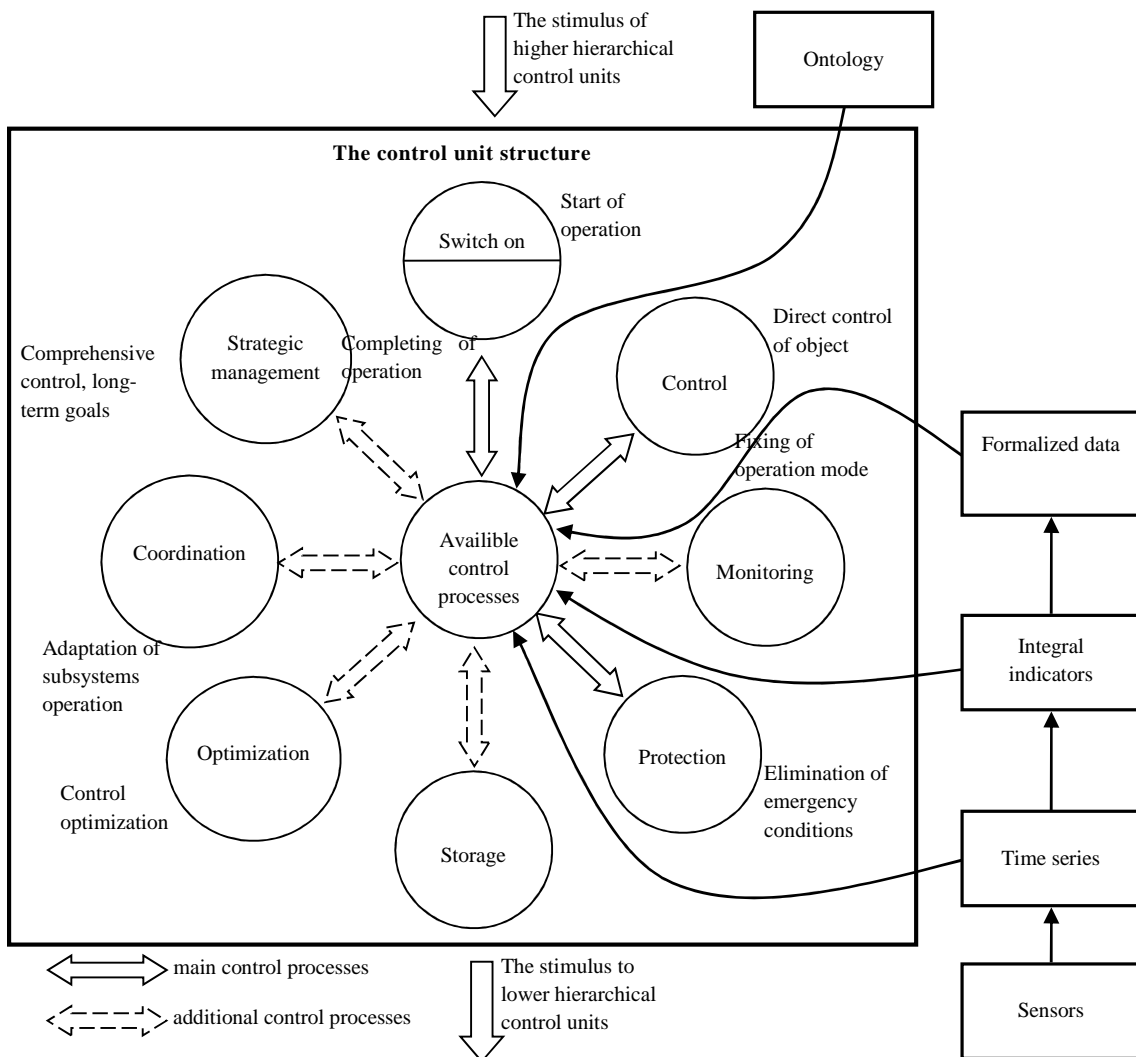 The stimulus of
higher hierarchical
control units
Ontology
The control unit structure
Start of
operation
Switch on
Direct control
of object
Strategic
management
Completing of
operation
Comprehensive
control, long-
term goals
Control
Fixing of
operation mode
Formalized data
Coordination
Availible
control
processes
Monitoring
Adaptation of
subsystems
operation
Integral
indicators
Optimization
Protection
Control
optimization
Elimination of
emergency
conditions
Storage
Time series
main control processes
additional control processes
The stimulus to
lower hierarchical
control units
Sensors